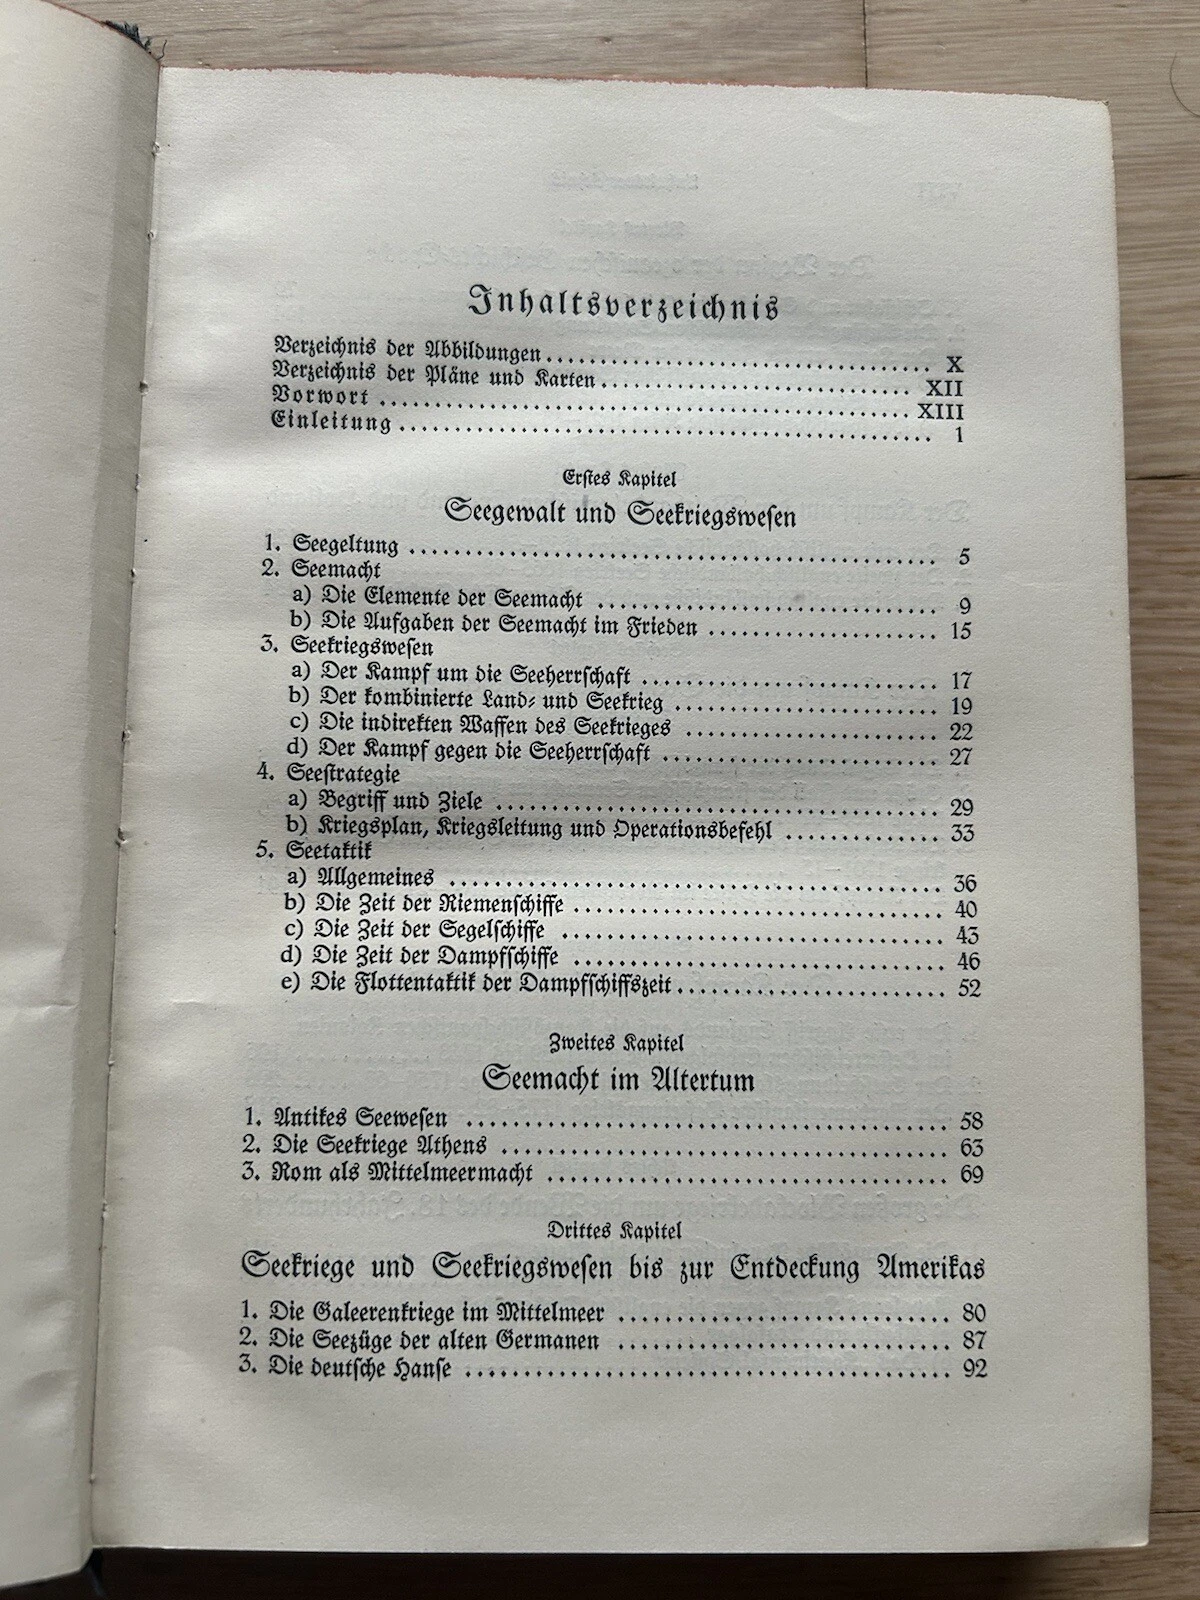 Inhaltsverzeichnis
Verzeichnis der Abbildungen .......... X
Verzeichnis der Pläne und Karten .......... XII
Vorwort .......... XIII
Einleitung .......... 1
Erstes Kapitel
Seegewalt und Seekriegswesen
1. Seegeltung .......... 5
2. Seemacht
a) Die Elemente der Seemacht .......... 9
b) Die Aufgaben der Seemacht im Frieden .......... 15
3. Seekriegswesen
a) Der Kampf um die Seeherrschaft .......... 17
b) Der kombinierte Land- und Seekrieg .......... 19
c) Die indirekten Waffen des Seekrieges .......... 22
d) Der Kampf gegen die Seeherrschaft .......... 27
4. Seestrategie
a) Begriff und Ziele .......... 29
b) Kriegsplan, Kriegsleitung und Operationsbefehl .......... 33
5. Seetaktik
a) Allgemeines .......... 36
b) Die Zeit der Riemenschiffe .......... 40
c) Die Zeit der Segelschiffe .......... 43
d) Die Zeit der Dampfschiffe .......... 46
e) Die Flottentaktik der Dampfschiffszeit .......... 52
Zweites Kapitel
Seemacht im Altertum
1. Antikes Seewesen .......... 58
2. Die Seekriege Athens .......... 63
3. Rom als Mittelmeermacht .......... 69
Drittes Kapitel
Seekriege und Seekriegswesen bis zur Entdeckung Amerikas
1. Die Galeerenkriege im Mittelmeer .......... 80
2. Die Seezüge der alten Germanen .......... 87
3. Die deutsche Hanse .......... 92